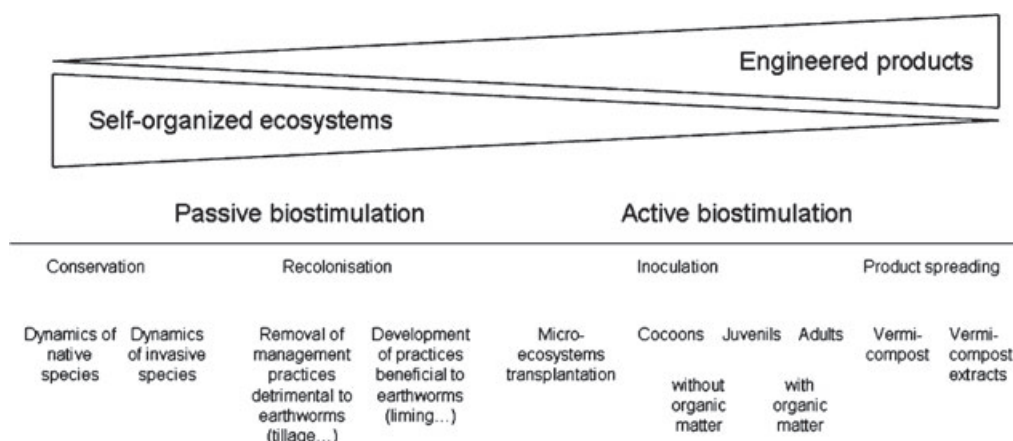 Engineered products
Self-organized ecosystems
Passive biostimulation
Active biostimulation
Conservation
Recolonisation
Inoculation
Product spreading
Dynamics of
native
species
Dynamics
of invasive
species
Removal of
management
practices
detrimental to
earthworms
(tillage...)
Development
of practices
beneficial to
earthworms
(liming...)
Micro-
ecosystems
transplantation
Cocoons
Juvenils
Adults
without
organic
matter
with
organic
matter
Vermi-
compost
Vermi-
compost
extracts